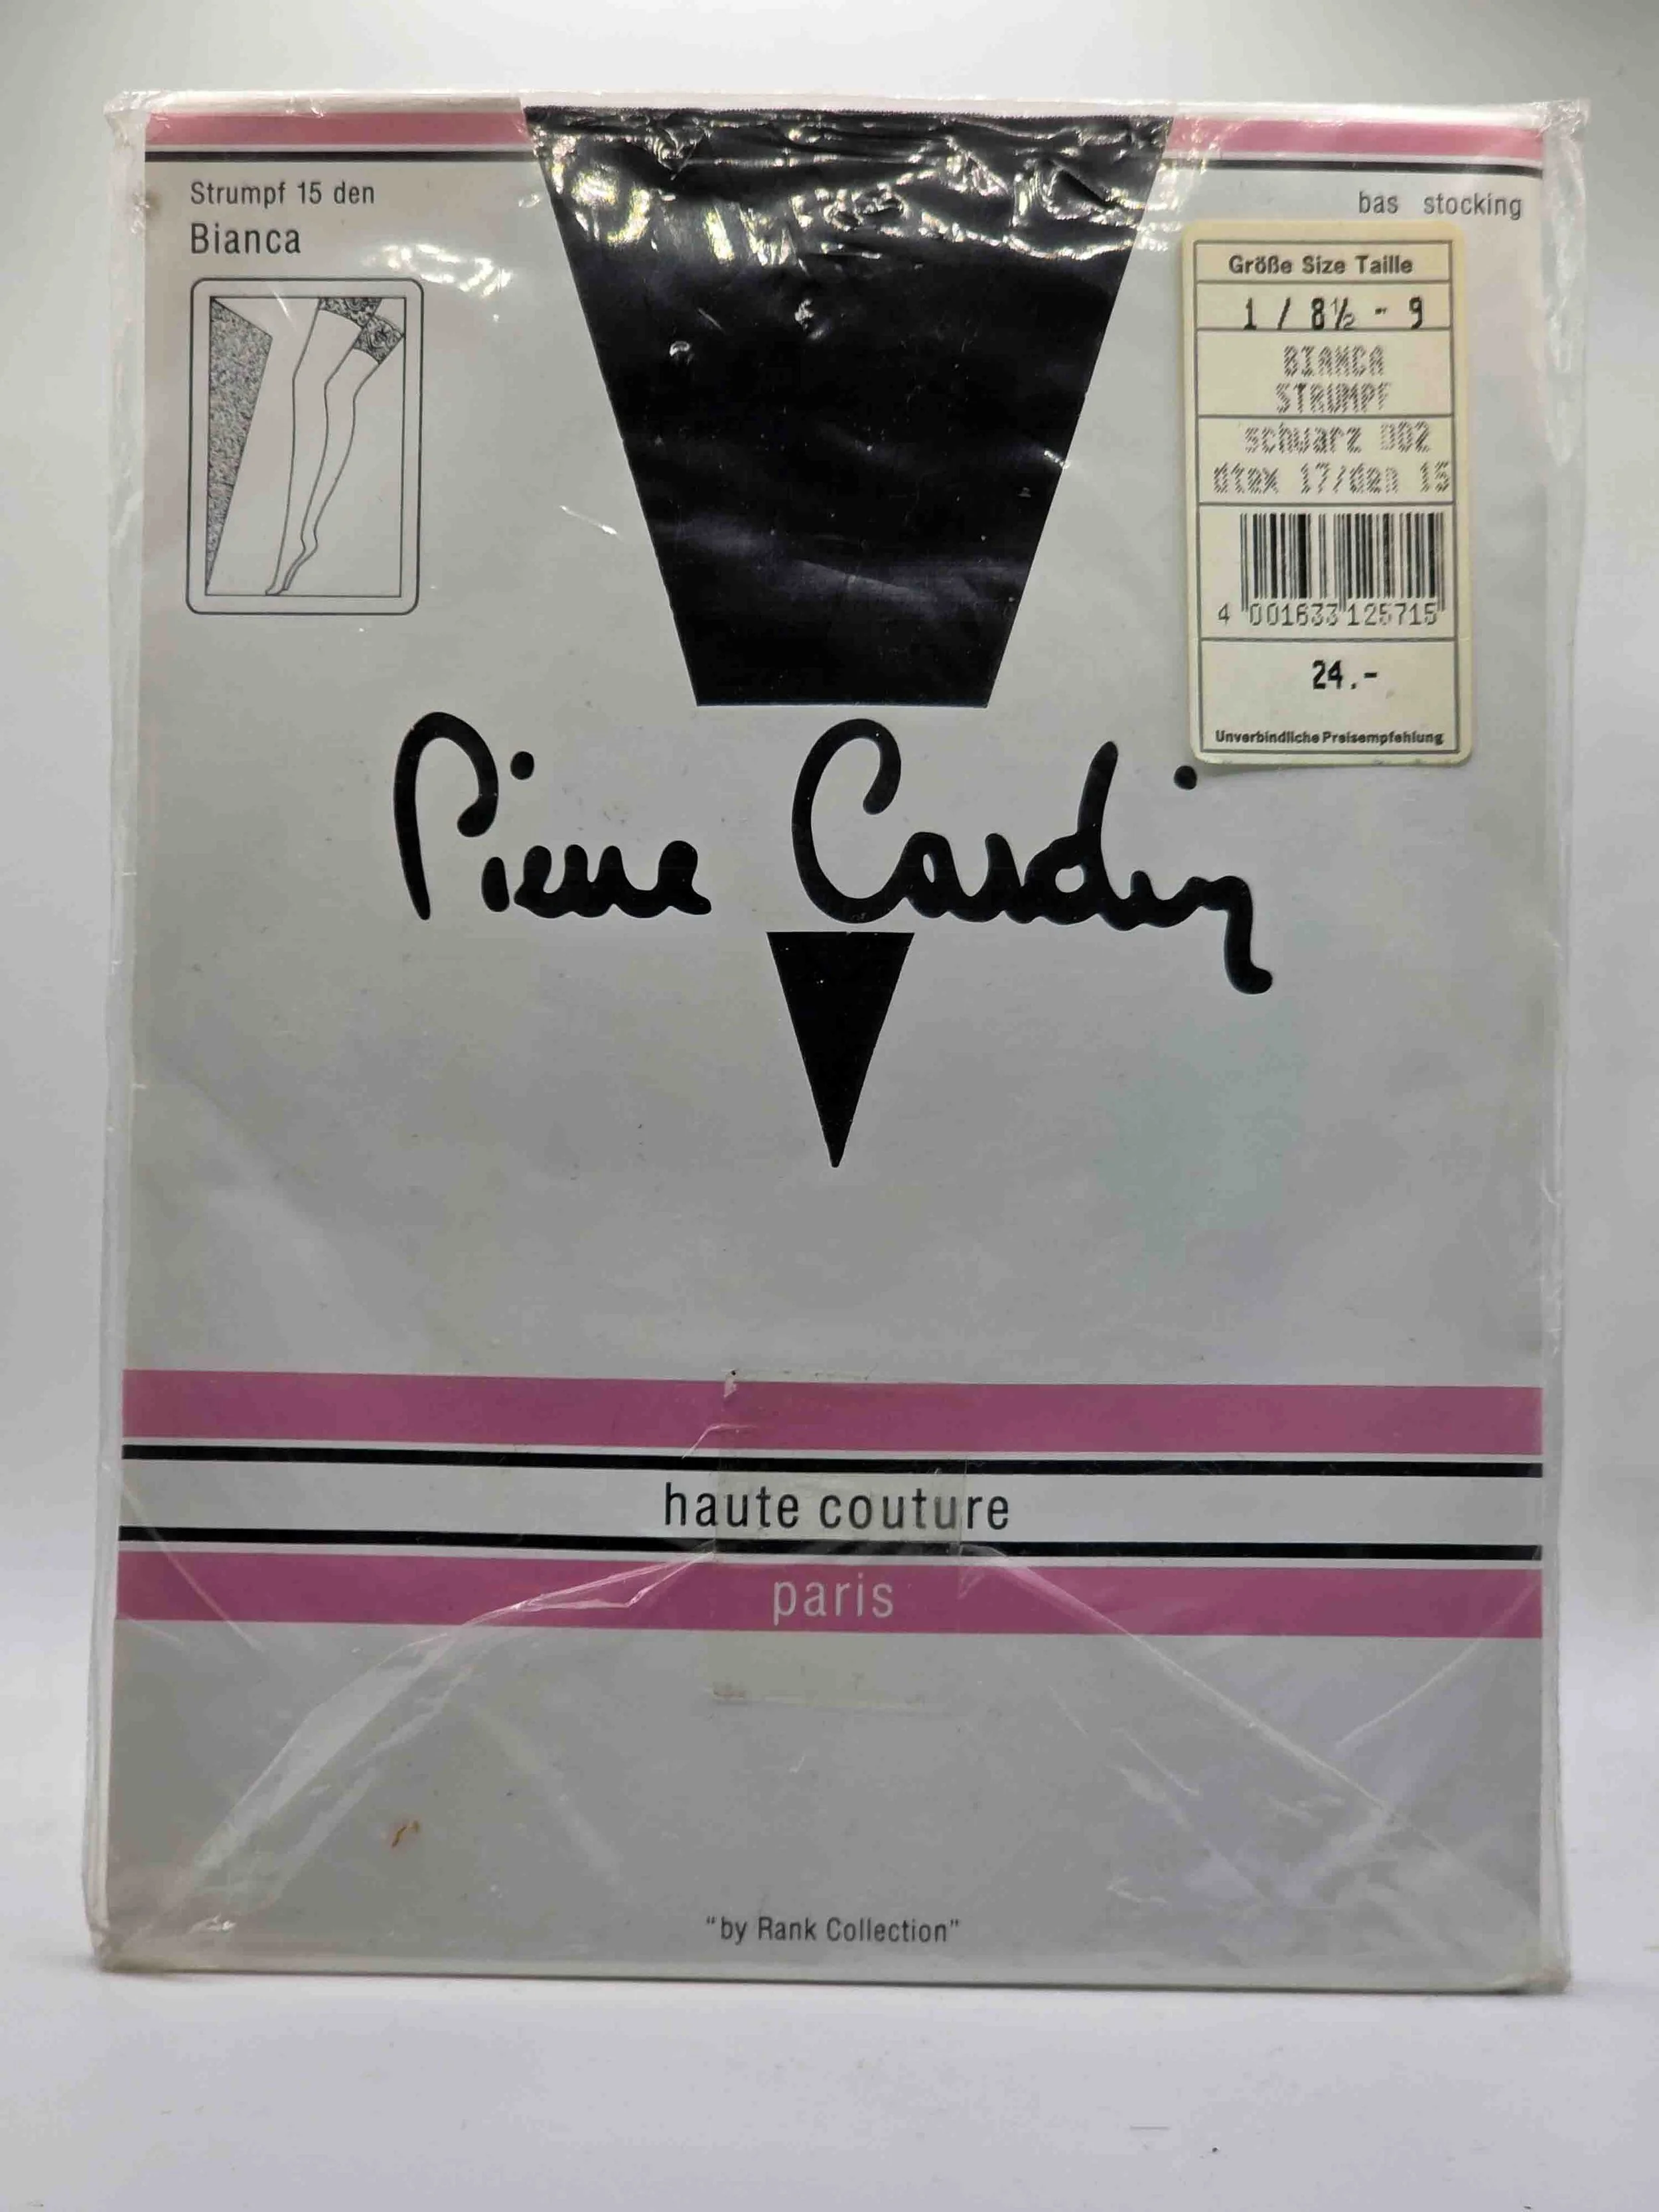 Strumpf 15 den
Bianca
bas stocking
Größe Size Taille
1 / 8½ - 9
BIANCA
STRUMPF
schwarz 002
dtex 17/den 15
4 001633 125715
24.-
Unverbindliche Preisempfehlung
Pierre Cardin
haute couture
paris
"by Rank Collection"